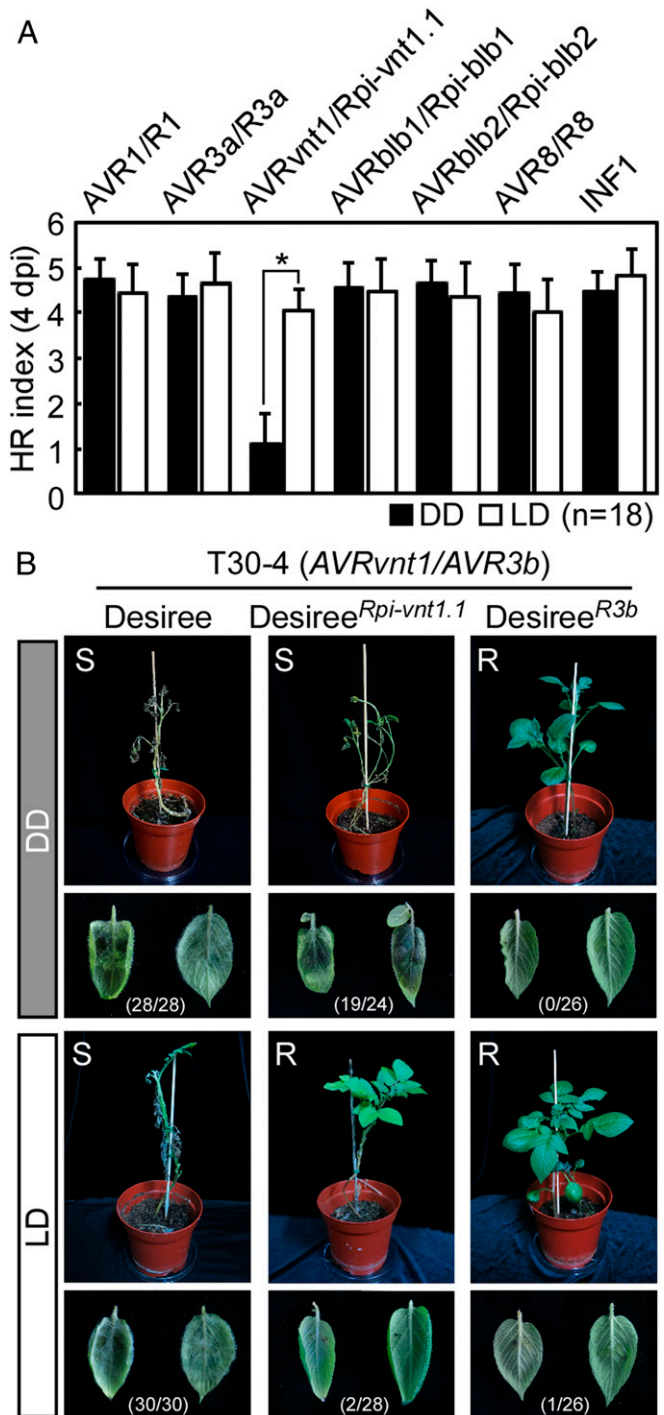 A
AVR1/R1
AVR3a/R3a
AVRvnt1/Rpi-vnt1.1
AVRblb1/Rpi-blb1
AVRblb2/Rpi-blb2
AVR8/R8
INF1
HR index (4 dpi)
6
5
4
3
2
1
0
*
DD LD (n=18)
B
T30-4 (AVRvnt1/AVR3b)
Desiree Desiree^Rpi-vnt1.1 Desiree^R3b
DD
S S R
(28/28) (19/24) (0/26)
LD
S R R
(30/30) (2/28) (1/26)